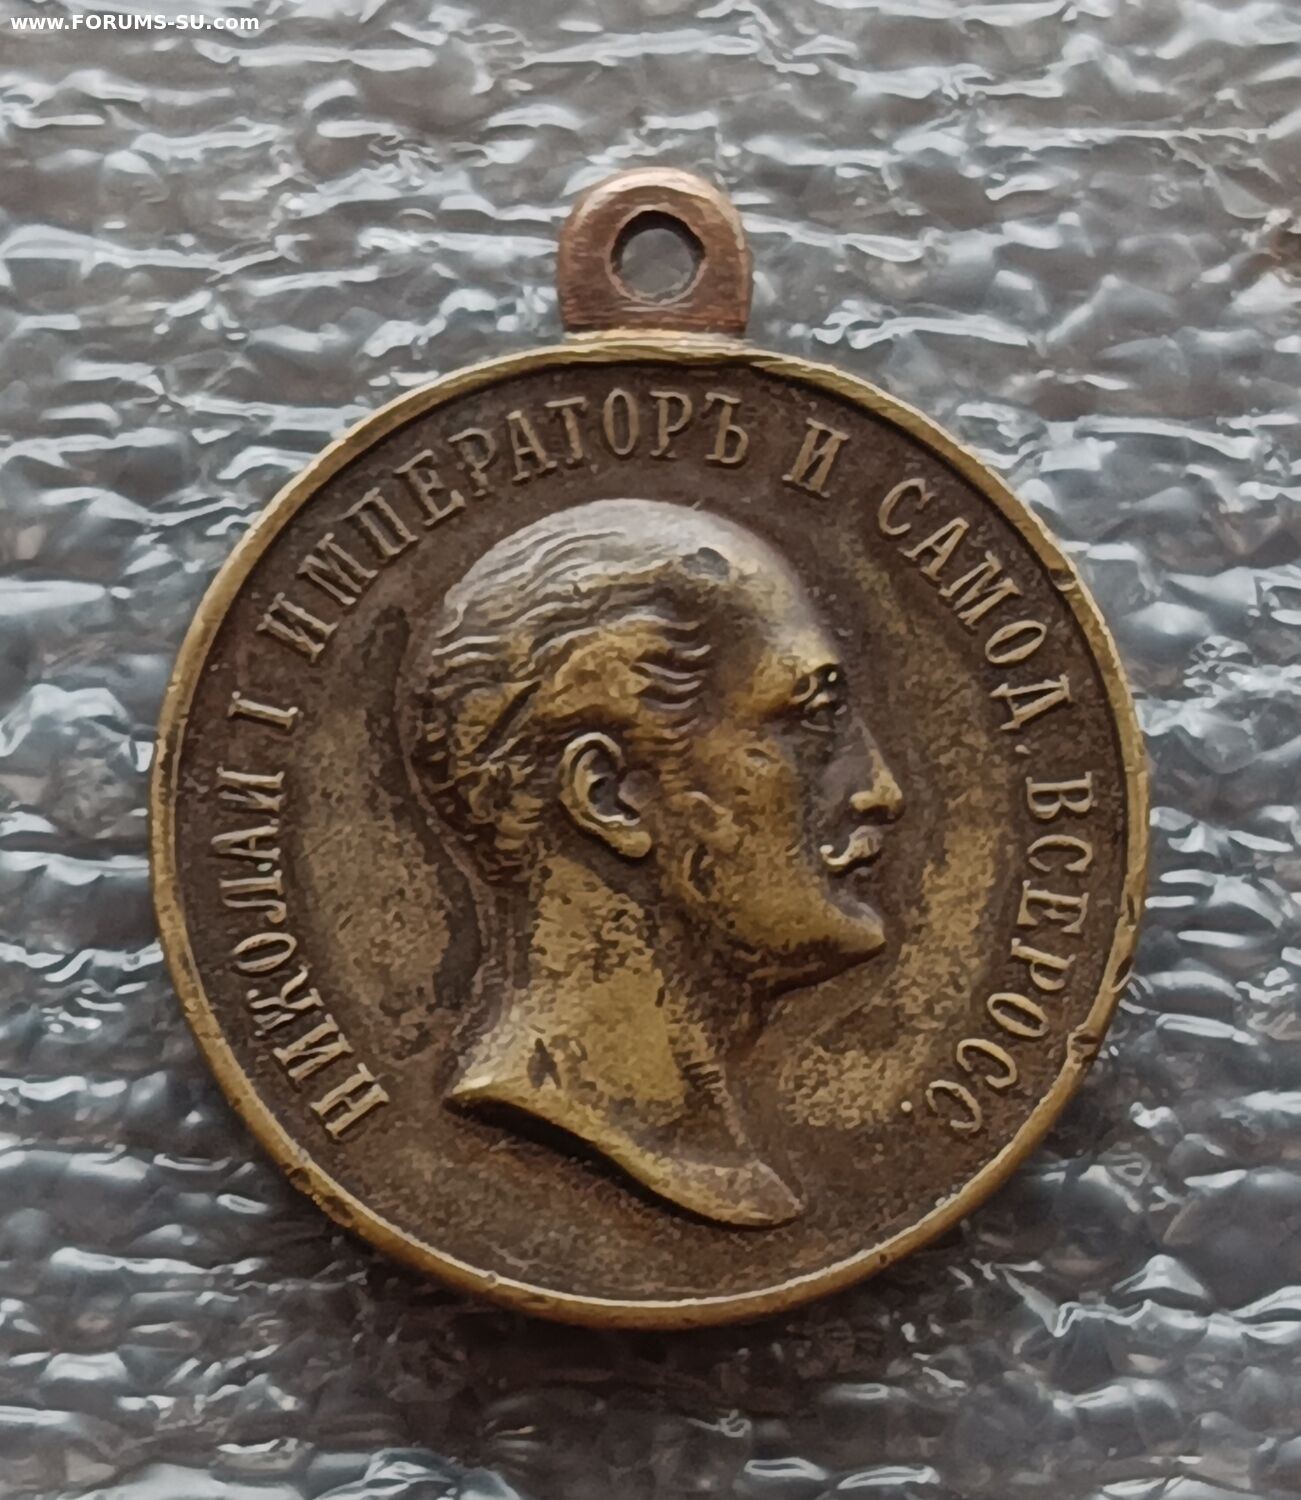 www.FORUMS-SU.com
НИКОЛАЙ I ИМПЕРАТОРЪ И САМОД. ВСЕРОСС.